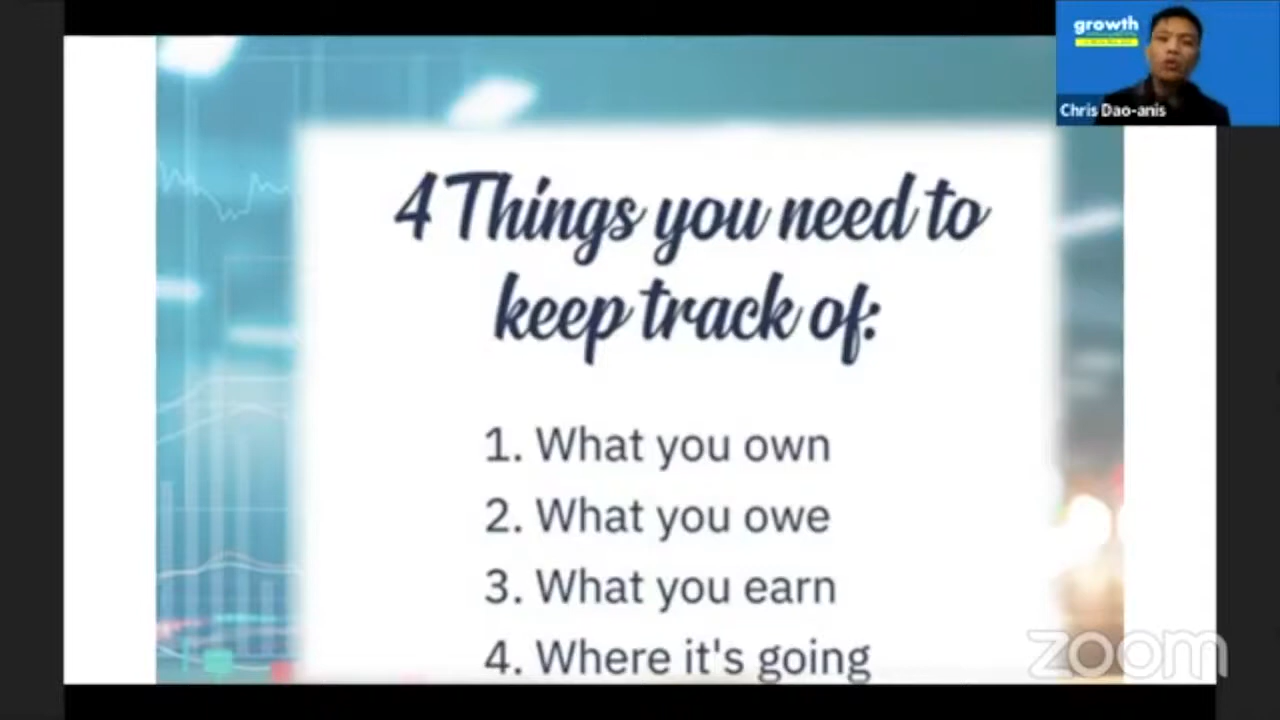 growth
Chris Dao-anis
4 Things you need to
keep track of:
1. What you own
2. What you owe
3. What you earn
4. Where it's going
zoom